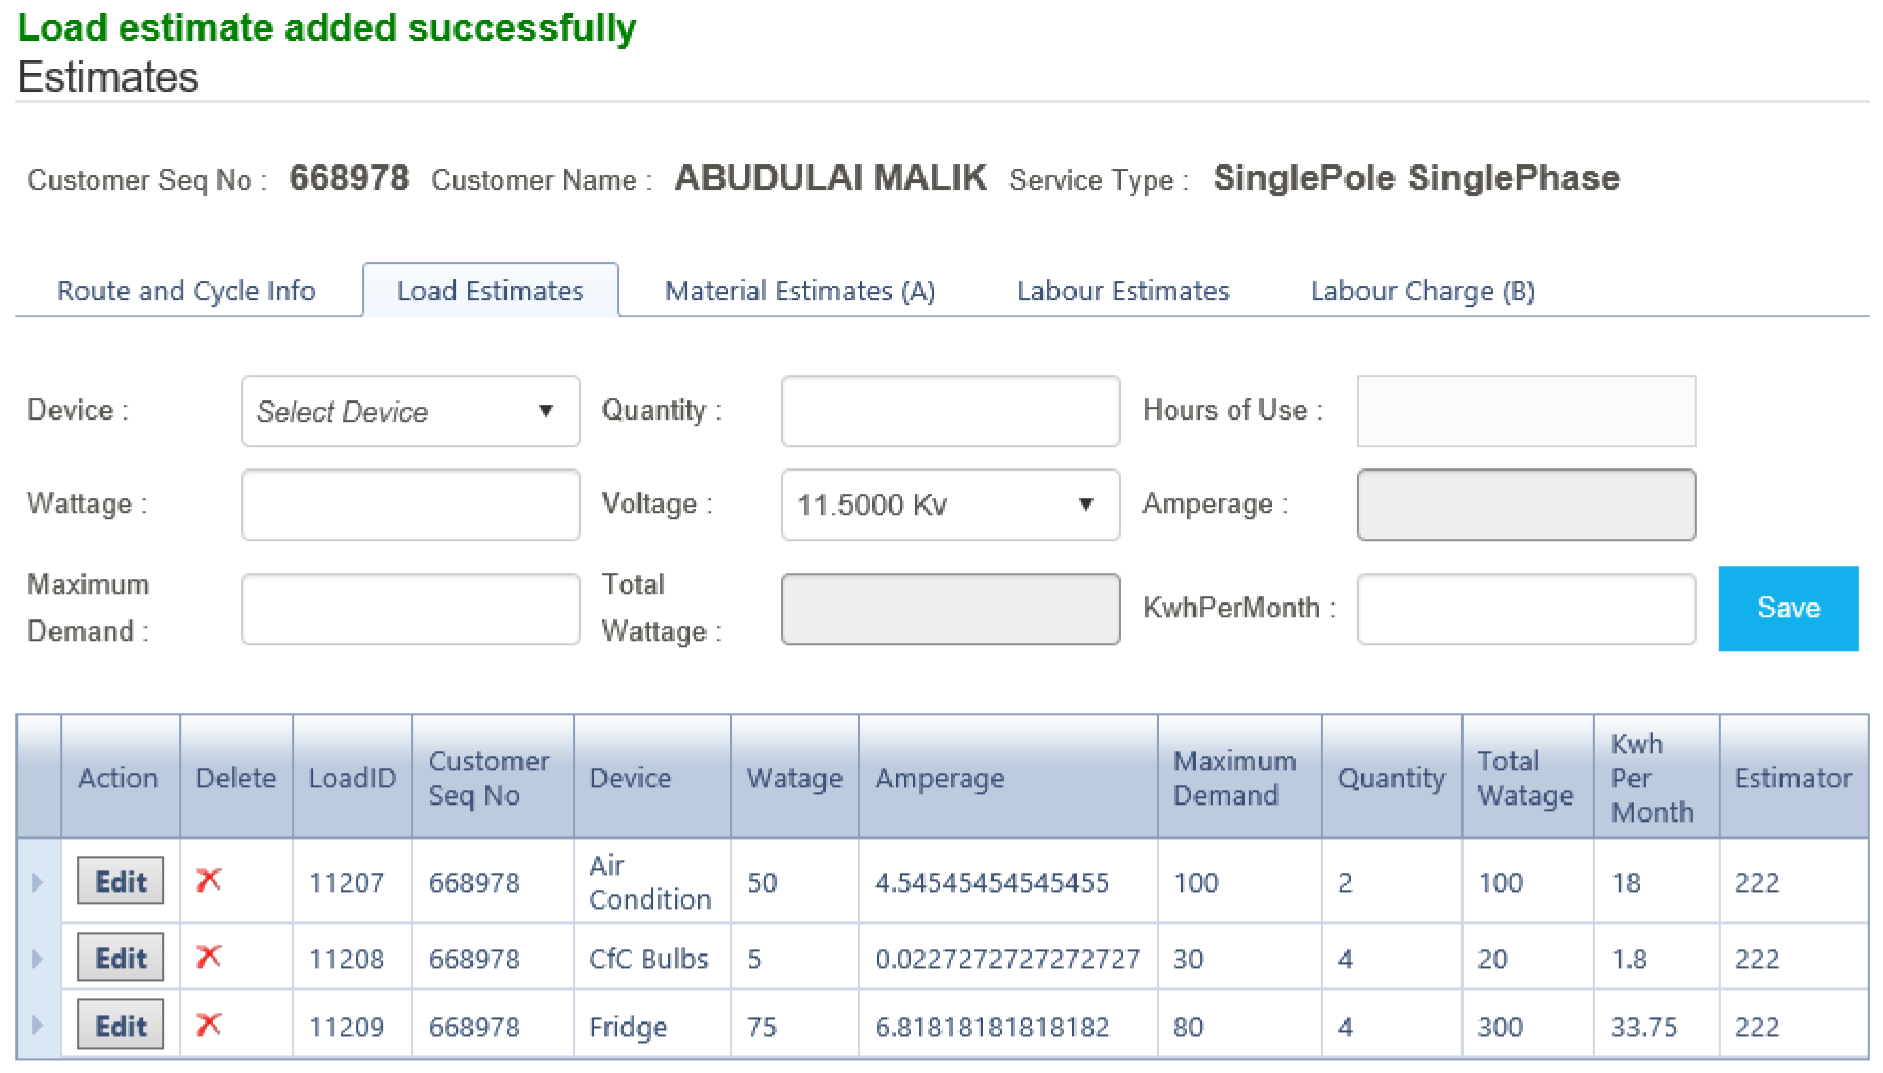 Load estimate added successfully
Estimates
Customer Seq No : 668978 Customer Name : ABUDULAI MALIK Service Type : SinglePole SinglePhase
Route and Cycle Info Load Estimates Material Estimates (A) Labour Estimates Labour Charge (B)
Device : Select Device Quantity : Hours of Use :
Wattage : Voltage : 11.5000 Kv Amperage :
Maximum Demand : Total Wattage : KwhPerMonth : Save
Action Delete LoadID Customer Seq No Device Watage Amperage Maximum Demand Quantity Total Watage Kwh Per Month Estimator
Edit 11207 668978 Air Condition 50 4.54545454545455 100 2 100 18 222
Edit 11208 668978 CfC Bulbs 5 0.0227272727272727 30 4 20 1.8 222
Edit 11209 668978 Fridge 75 6.81818181818182 80 4 300 33.75 222